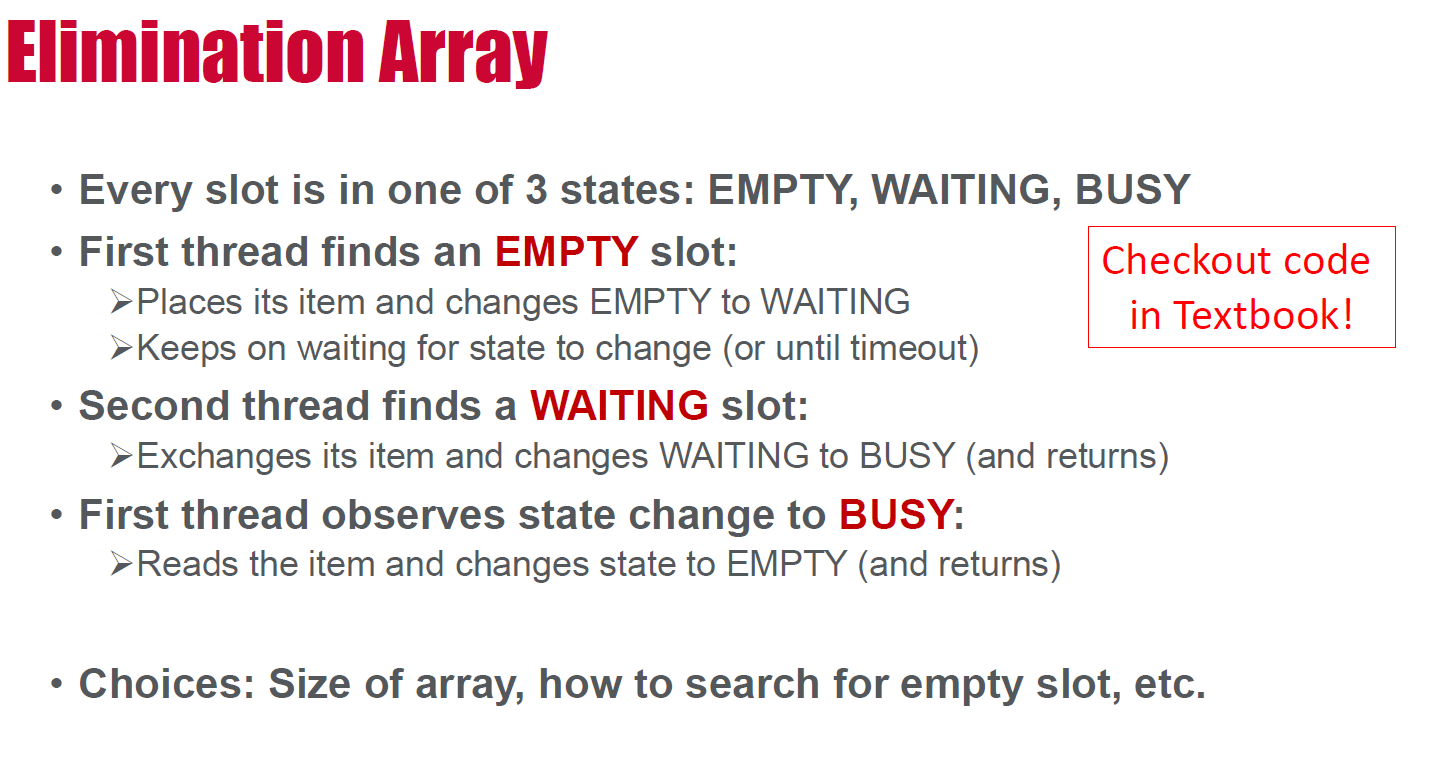 Elimination Array
• Every slot is in one of 3 states: EMPTY, WAITING, BUSY
• First thread finds an EMPTY slot:
➢Places its item and changes EMPTY to WAITING
➢Keeps on waiting for state to change (or until timeout)
• Second thread finds a WAITING slot:
➢Exchanges its item and changes WAITING to BUSY (and returns)
• First thread observes state change to BUSY:
➢Reads the item and changes state to EMPTY (and returns)
• Choices: Size of array, how to search for empty slot, etc.
Checkout code
in Textbook!